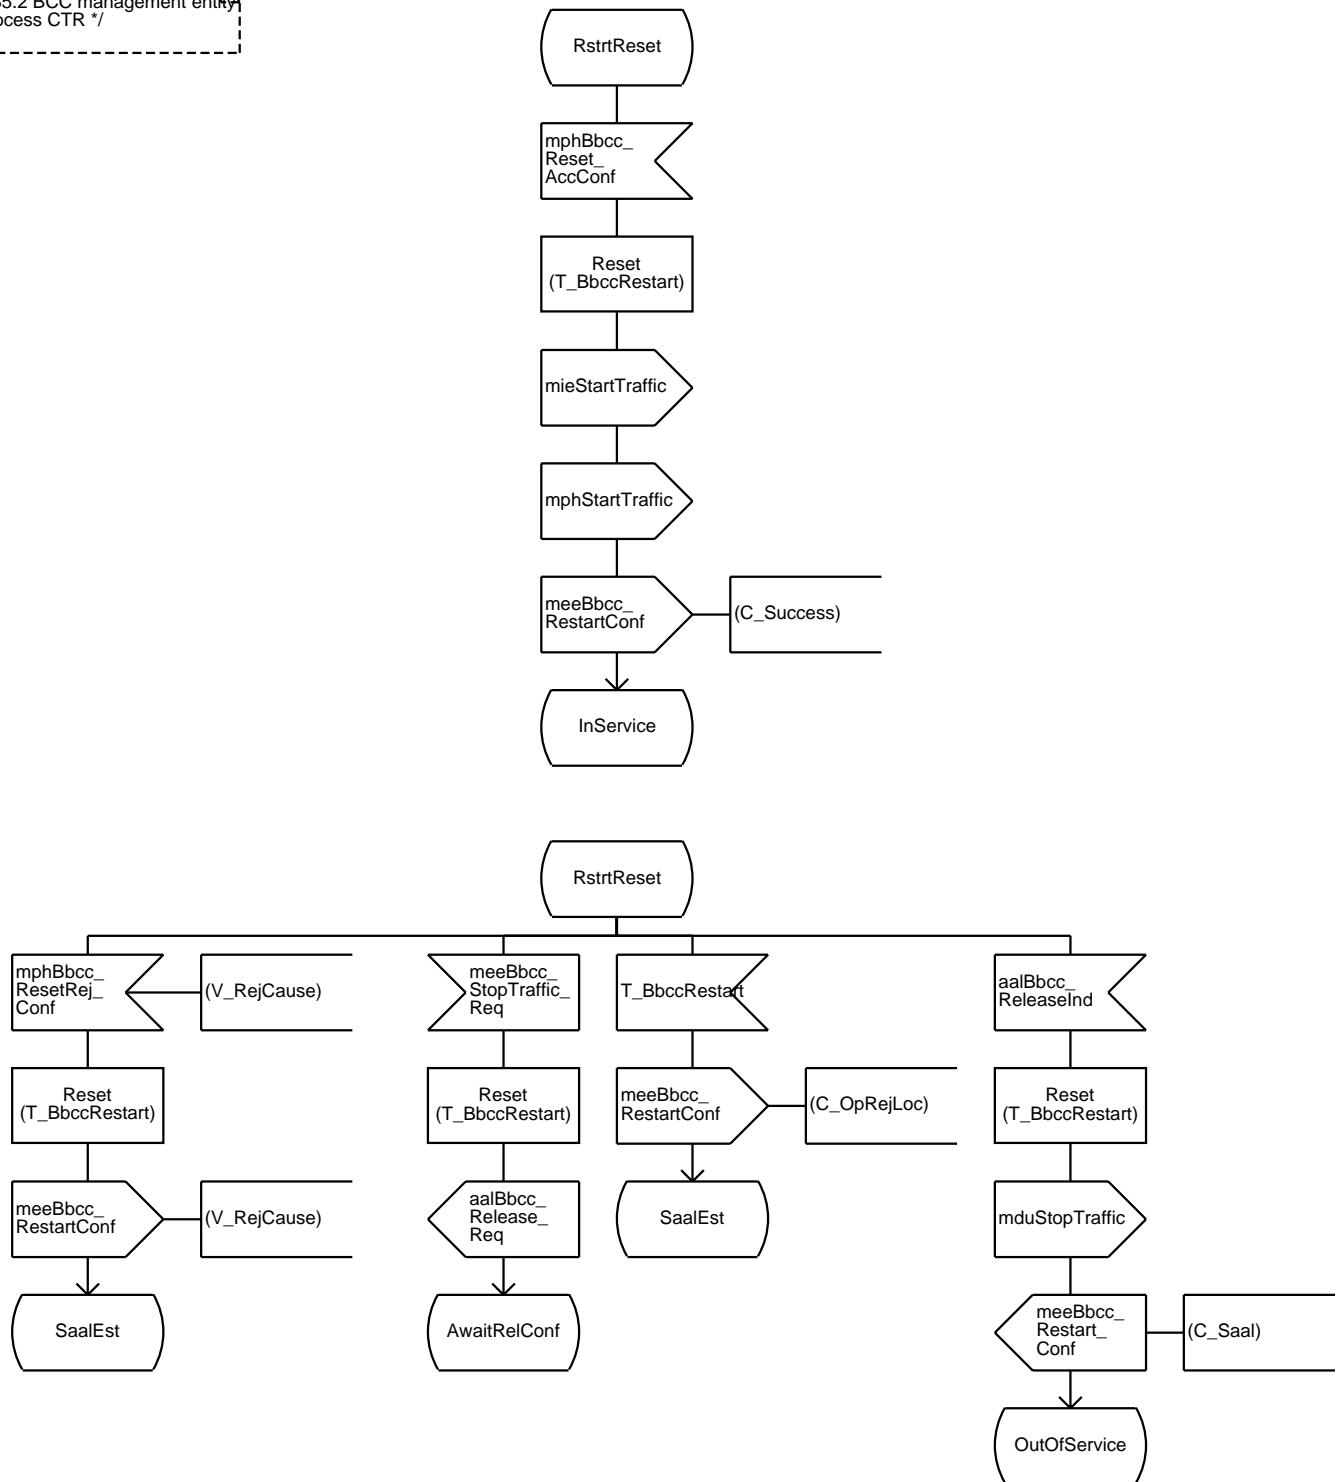 5.2 BCC management entity
ocess CTR */
RstrtReset
mphBbcc_
Reset_
AccConf
Reset
(T_BbccRestart)
mieStartTraffic
mphStartTraffic
meeBbcc_
RestartConf
(C_Success)
InService
RstrtReset
mphBbcc_
ResetRej_
Conf
(V_RejCause)
meeBbcc_
StopTraffic_
Req
T_BbccRestart
aalBbcc_
ReleaseInd
Reset
(T_BbccRestart)
Reset
(T_BbccRestart)
meeBbcc_
RestartConf
(C_OpRejLoc)
Reset
(T_BbccRestart)
meeBbcc_
RestartConf
(V_RejCause)
aalBbcc_
Release_
Req
SaalEst
mduStopTraffic
SaalEst
AwaitRelConf
meeBbcc_
Restart_
Conf
(C_Saal)
OutOfService